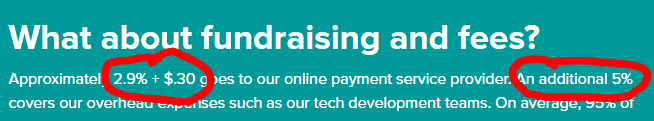 What about fundraising and fees?
Approximately 2.9% + $.30 goes to our online payment service provider. An additional 5%
covers our overhead expenses such as our tech development teams. On average, 95% of